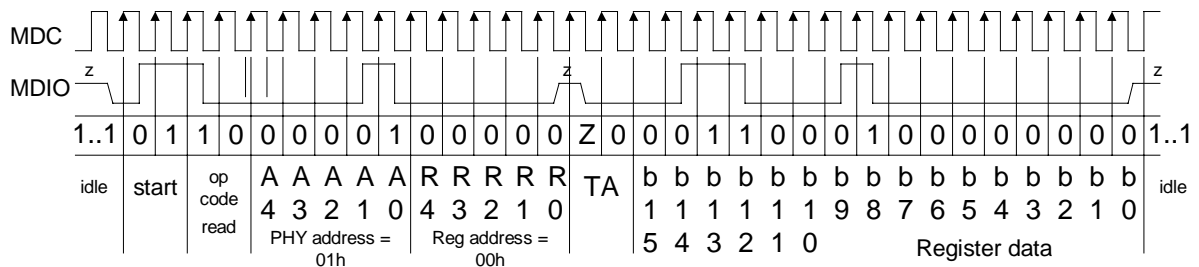 MDC
z z z
MDIO
1..1 0 1 1 0 0 0 0 0 1 0 0 0 0 0 Z 0 0 0 1 1 0 0 0 1 0 0 0 0 0 0 0 0 1..1
idle start op A A A A A R R R R R TA b b b b b b b b b b b b b b b b idle
code 4 3 2 1 0 4 3 2 1 0 1 1 1 1 1 1 9 8 7 6 5 4 3 2 1 0
read PHY address = Reg address = 5 4 3 2 1 0 Register data
01h 00h